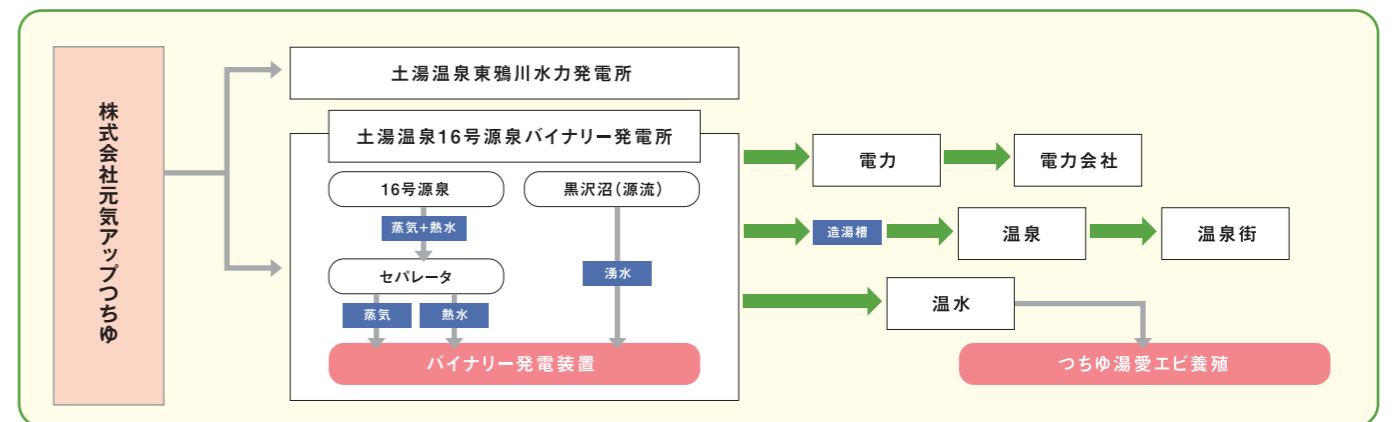 株式会社元気アップつちゆ
土湯温泉東鴉川水力発電所
土湯温泉16号源泉バイナリー発電所
16号源泉
黒沢沼(源流)
蒸気+熱水
セパレータ
湧水
蒸気
熱水
バイナリー発電装置
電力
電力会社
造湯槽
温泉
温泉街
温水
つちゆ湯愛エビ養殖